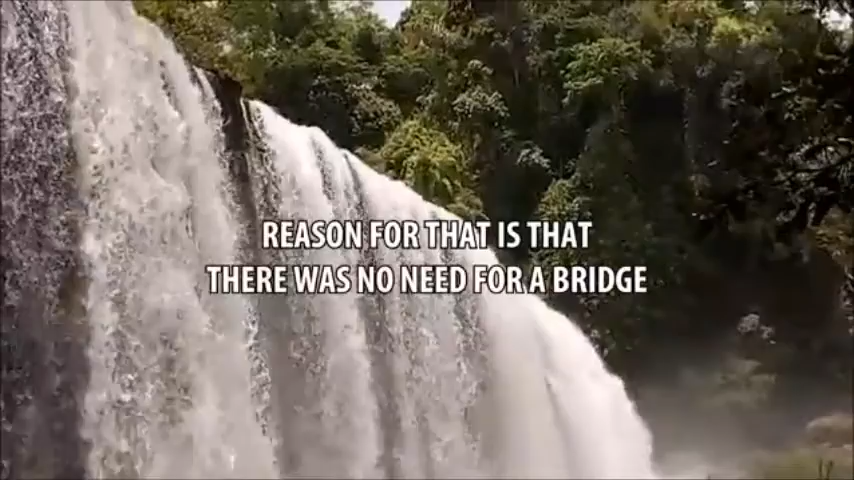 REASON FOR THAT IS THAT
THERE WAS NO NEED FOR A BRIDGE